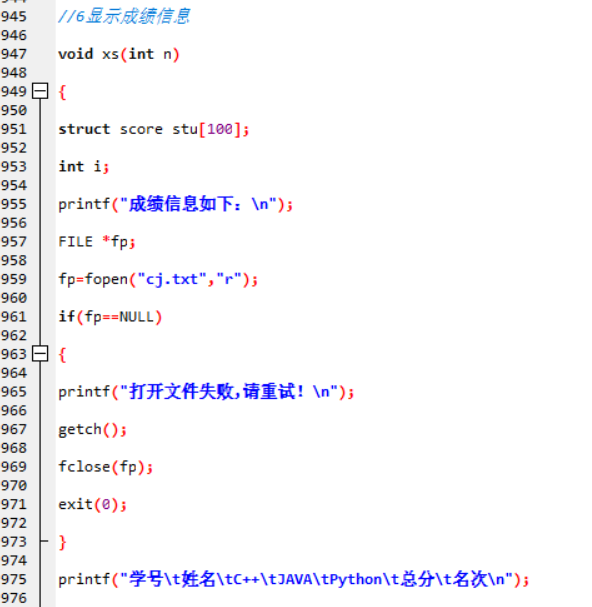 945 //6显示成绩信息
946
947 void xs(int n)
948
949 {
950
951 struct score stu[100];
952
953 int i;
954
955 printf("成绩信息如下：\n");
956
957 FILE *fp;
958
959 fp=fopen("cj.txt","r");
960
961 if(fp==NULL)
962
963 {
964
965 printf("打开文件失败,请重试！\n");
966
967 getch();
968
969 fclose(fp);
970
971 exit(0);
972
973 }
974
975 printf("学号\t姓名\tC++\tJAVA\tPython\t总分\t名次\n");
976